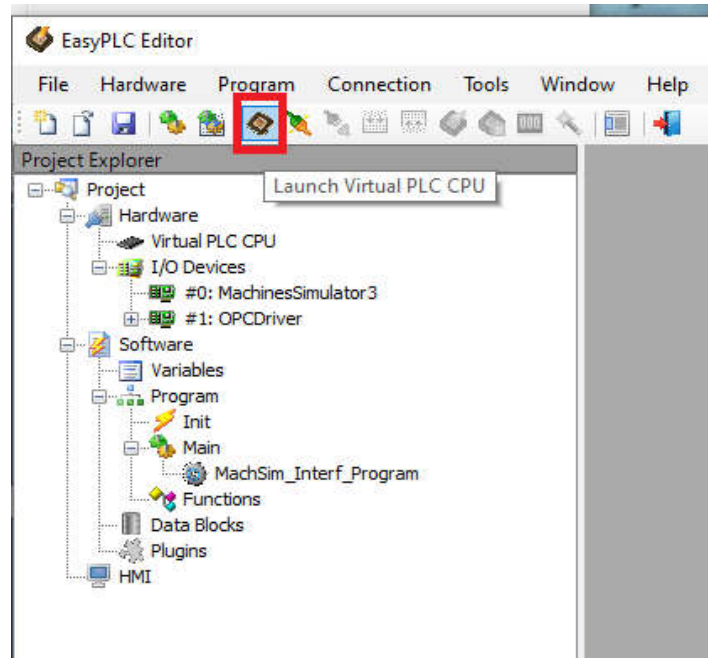 EasyPLC Editor
File Hardware Program Connection Tools Window Help
Project Explorer
Launch Virtual PLC CPU
Project
Hardware
Virtual PLC CPU
I/O Devices
#0: MachinesSimulator3
#1: OPCDriver
Software
Variables
Program
Init
Main
MachSim_Interf_Program
Functions
Data Blocks
Plugins
HMI